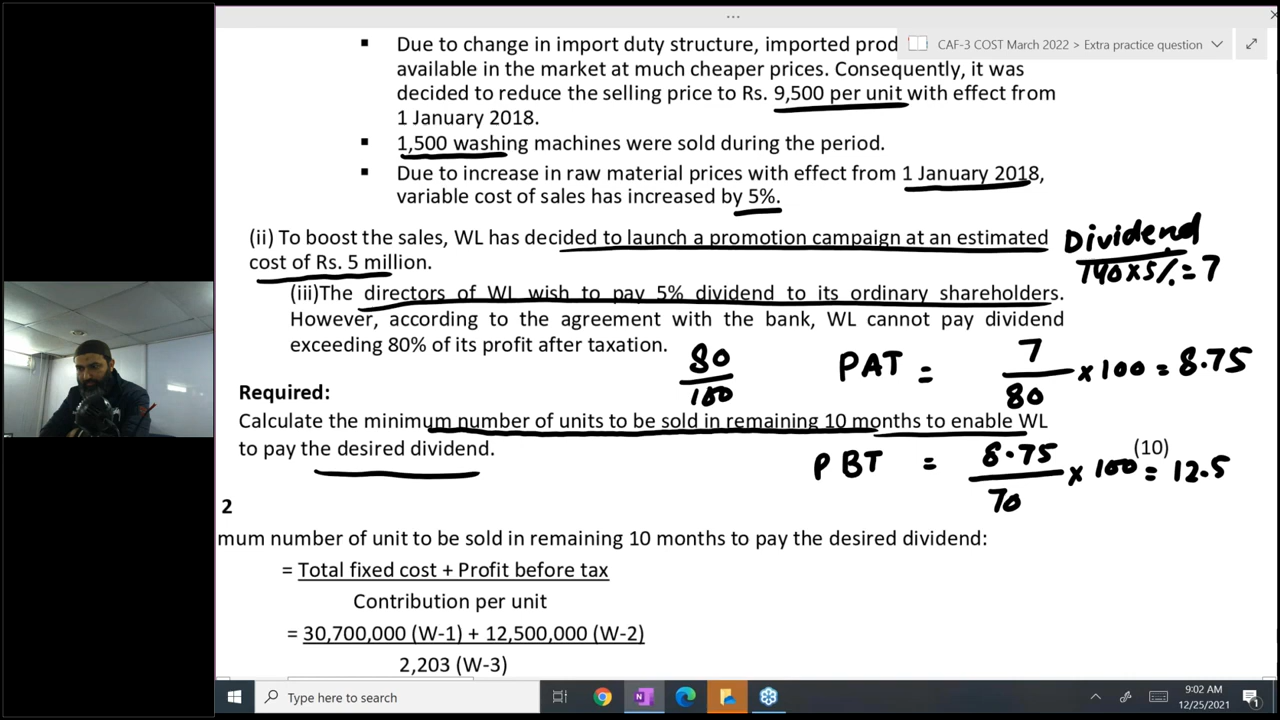 Due to change in import duty structure, imported prod
CAF-3 COST March 2022 > Extra practice question
available in the market at much cheaper prices. Consequently, it was
decided to reduce the selling price to Rs. 9,500 per unit with effect from
1 January 2018.
1,500 washing machines were sold during the period.
Due to increase in raw material prices with effect from 1 January 2018,
variable cost of sales has increased by 5%.
(ii) To boost the sales, WL has decided to launch a promotion campaign at an estimated
cost of Rs. 5 million.
Dividend
140 x 5% = 7
(iii)The directors of WL wish to pay 5% dividend to its ordinary shareholders.
However, according to the agreement with the bank, WL cannot pay dividend
exceeding 80% of its profit after taxation.
80
100
PAT = 7/80 x 100 = 8.75
Required:
Calculate the minimum number of units to be sold in remaining 10 months to enable WL
to pay the desired dividend.
(10)
PBT = 8.75/70 x 100 = 12.5
2
mum number of unit to be sold in remaining 10 months to pay the desired dividend:
= Total fixed cost + Profit before tax
Contribution per unit
= 30,700,000 (W-1) + 12,500,000 (W-2)
2,203 (W-3)
Type here to search
9:02 AM
12/25/2021
1